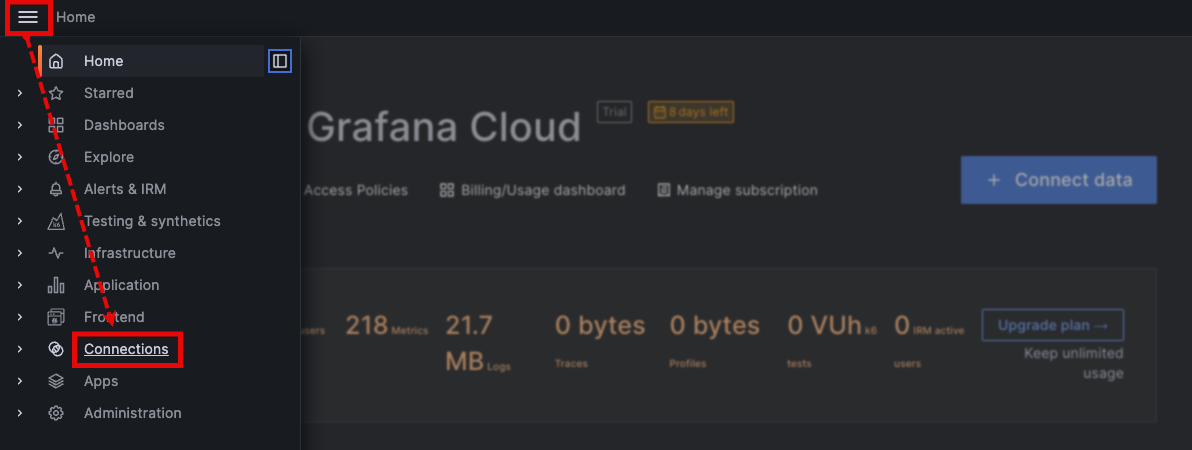 Home
Home
Starred
Dashboards
Explore
Alerts & IRM
Testing & synthetics
Infrastructure
Application
Frontend
Connections
Apps
Administration
Grafana Cloud
Trial
8 days left
Access Policies
Billing/Usage dashboard
Manage subscription
+ Connect data
users
218 Metrics
21.7
MB Logs
0 bytes
Traces
0 bytes
Profiles
0 VUh k6
tests
0 IRM active
users
Upgrade plan →
Keep unlimited
usage